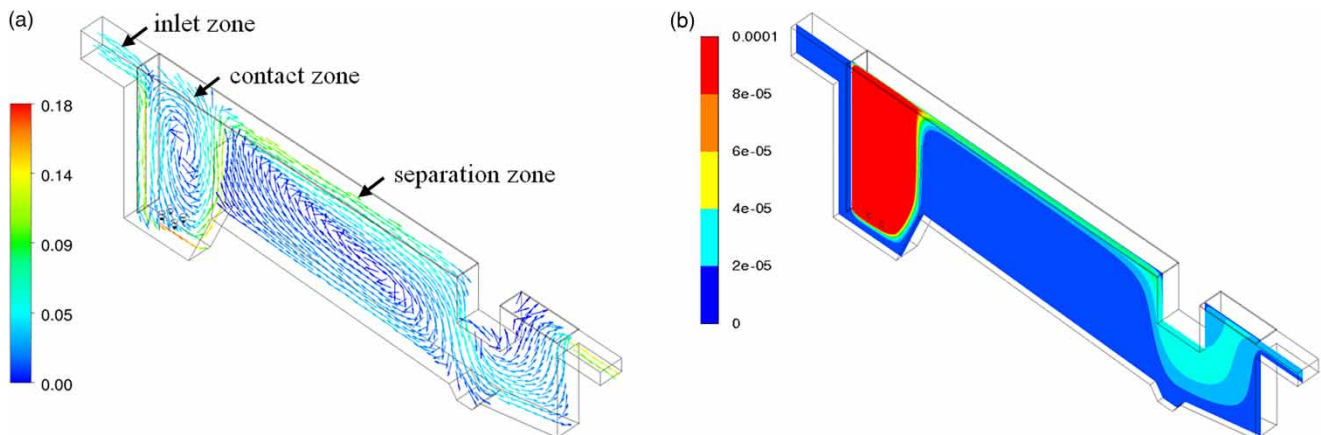 (a)
inlet zone
contact zone
separation zone
0.18
0.14
0.09
0.05
0.00
(b)
0.0001
8e-05
6e-05
4e-05
2e-05
0